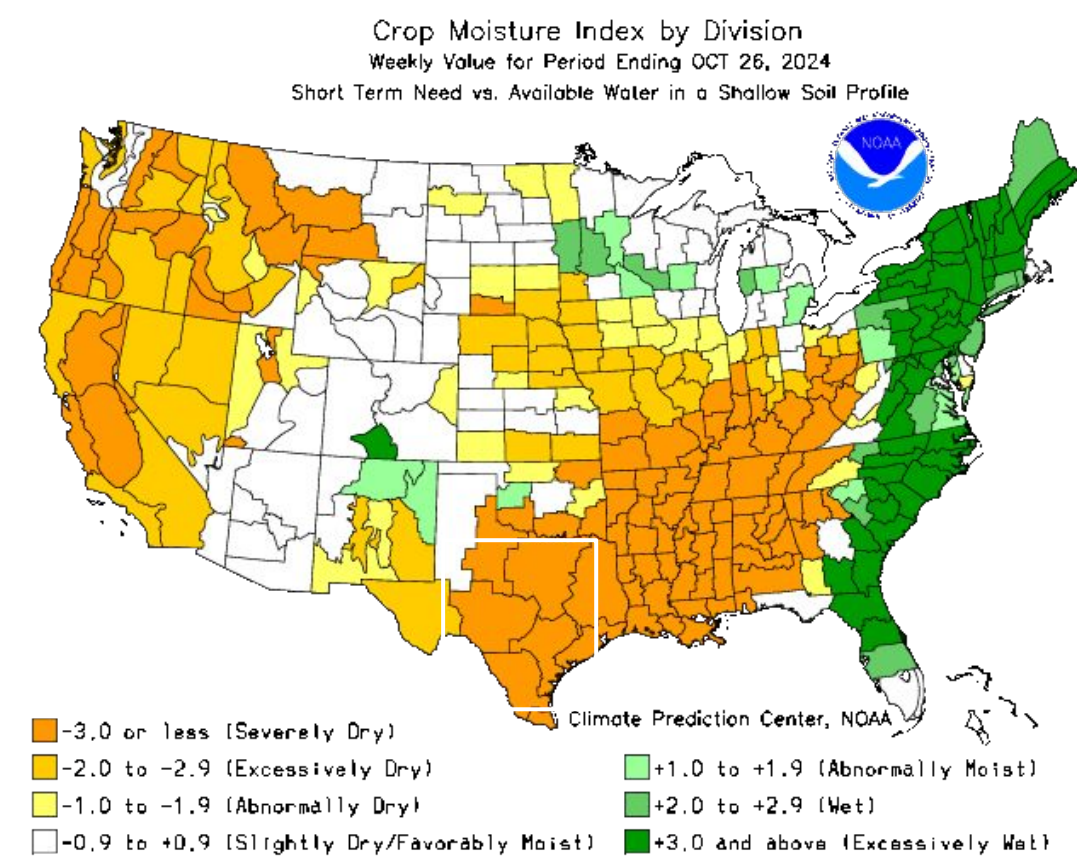 Crop Moisture Index by Division
Weekly Value for Period Ending OCT 26, 2024
Short Term Need vs. Available Water in a Shallow Soil Profile
NOAA
Climate Prediction Center, NOAA
-3.0 or less (Severely Dry)
-2.0 to -2.9 (Excessively Dry)
-1.0 to -1.9 (Abnormally Dry)
-0.9 to +0.9 (Slightly Dry/Favorably Moist)
+1.0 to +1.9 (Abnormally Moist)
+2.0 to +2.9 (Wet)
+3.0 and above (Excessively Wet)